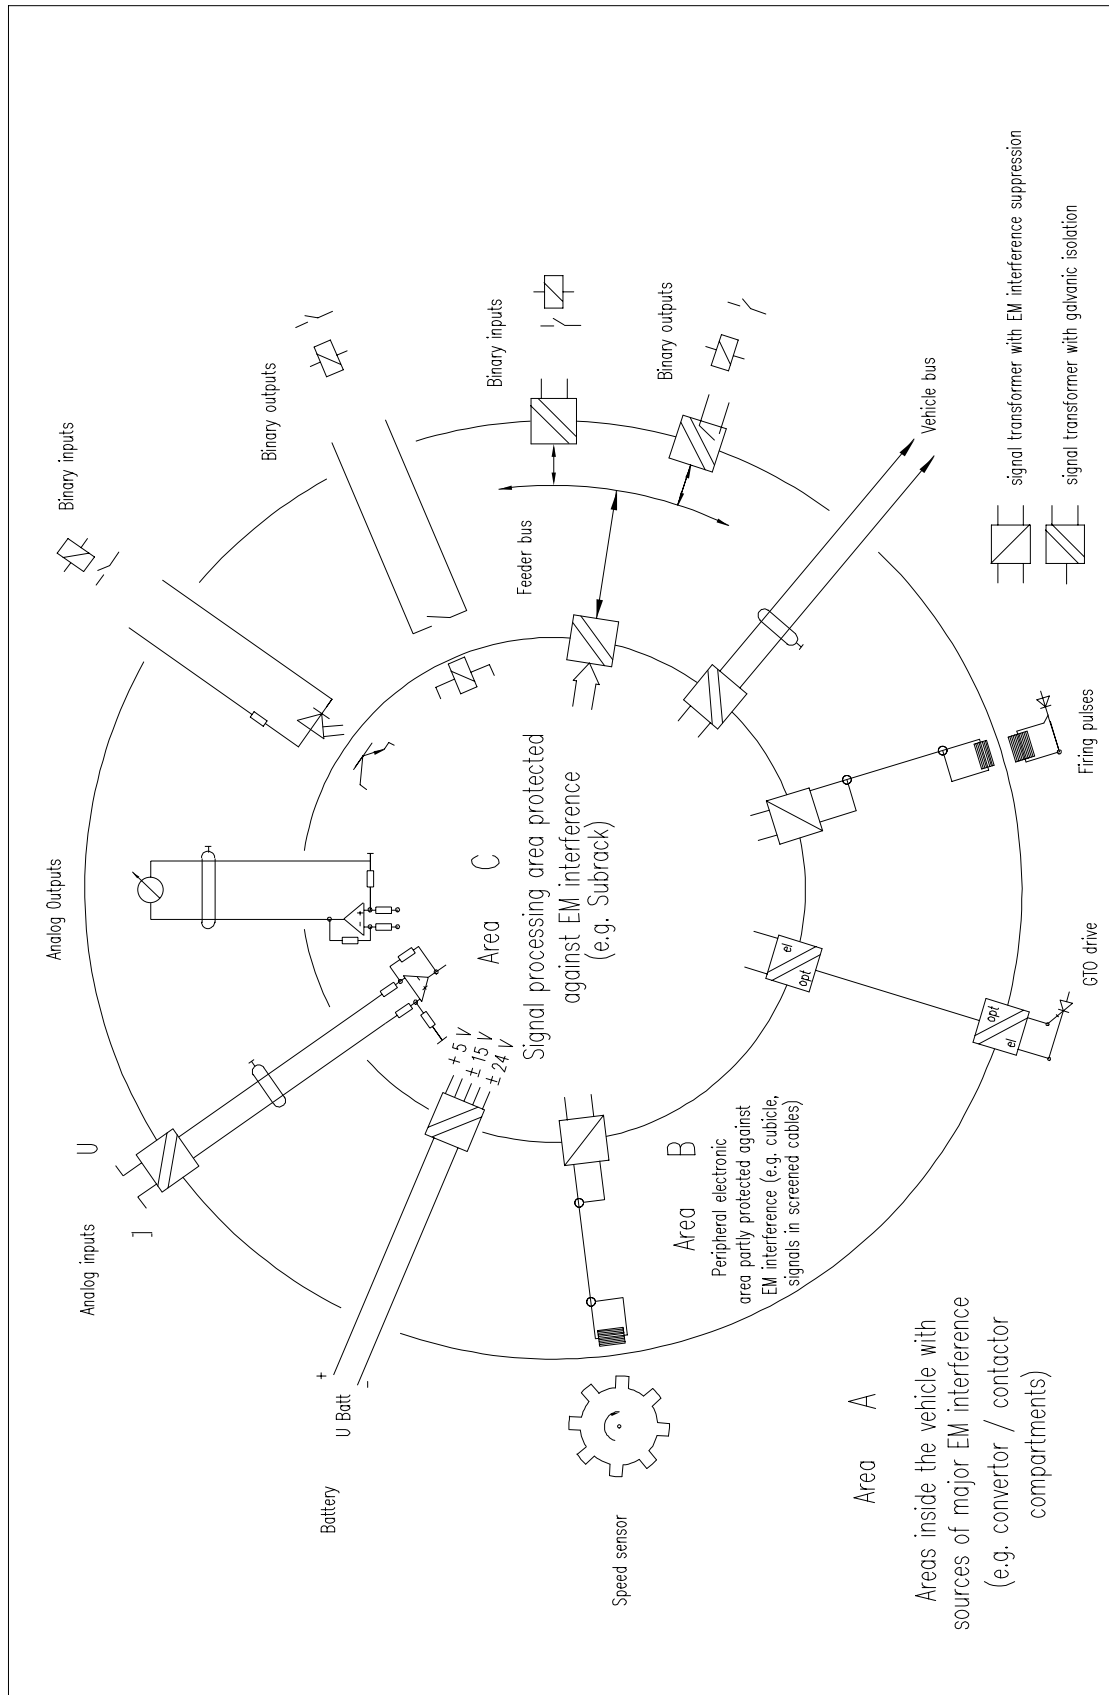 Analog inputs
I
U
Analog Outputs
Binary inputs
Binary outputs
Binary inputs
Binary outputs
Feeder bus
Vehicle bus
Firing pulses
GTO drive
Battery
U Batt
+
-
+ 5 V
± 15 V
± 24 V
- +
+
Speed sensor
Area C
Signal processing area protected
against EM interference
(e.g. Subrack)
el
opt
opt
el
Area B
Peripheral electronic
area partly protected against
EM interference (e.g. cubicle,
signals in screened cables)
Area A
Areas inside the vehicle with
sources of major EM interference
(e.g. convertor / contactor
compartments)
signal transformer with EM interference suppression
signal transformer with galvanic isolation